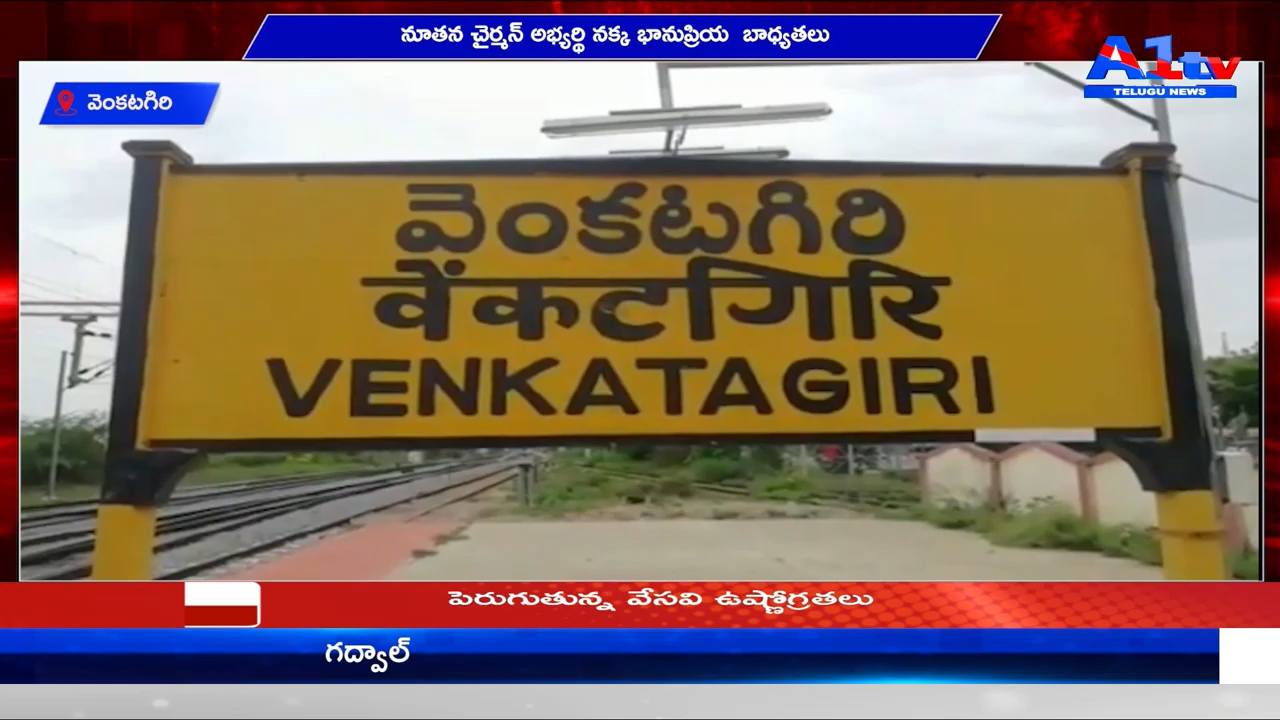 నూతన చైర్మన్ అభ్యర్థి నక్క భానుప్రియ బాధ్యతలు
A1tv
TELUGU NEWS
వెంకటగిరి
వెంకటగిరి
वेंकटगिरि
VENKATAGIRI
పెరుగుతున్న వేసవి ఉష్ణోగ్రతలు
గద్వాల్